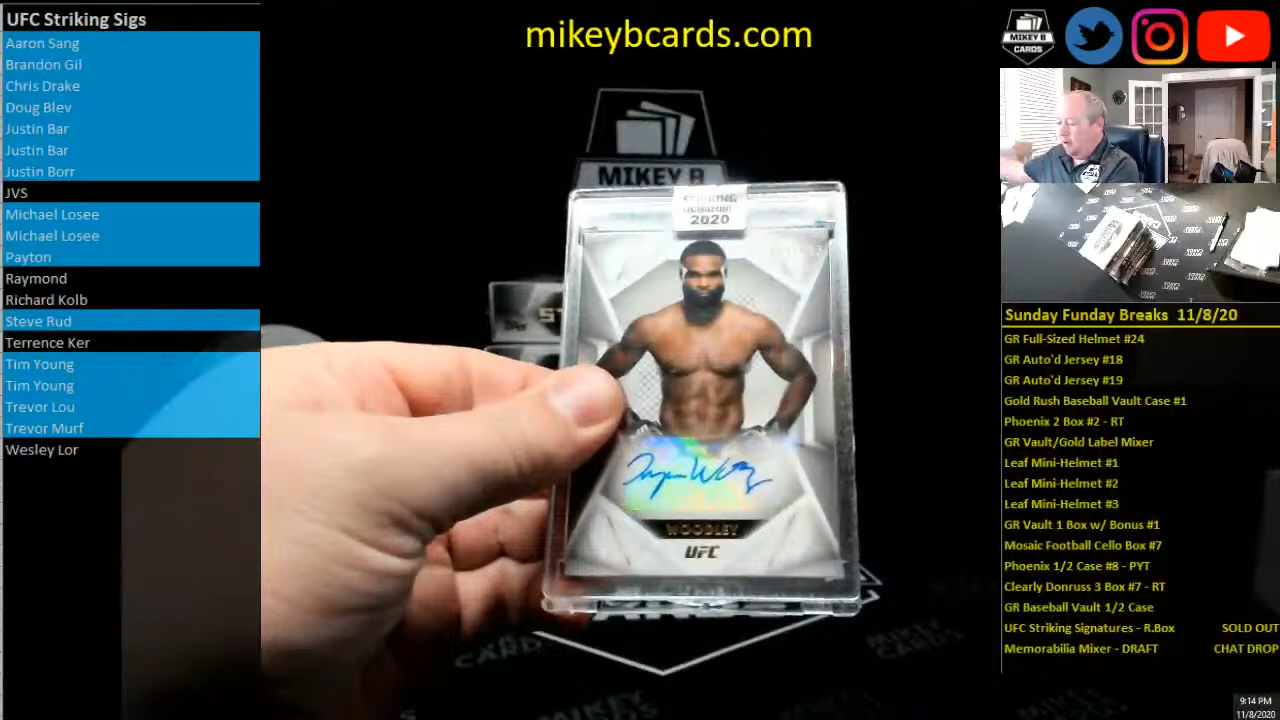 UFC Striking Sigs
Aaron Sang
Brandon Gil
Chris Drake
Doug Blev
Justin Bar
Justin Bar
Justin Borr
JVS
Michael Losee
Michael Losee
Payton
Raymond
Richard Kolb
Steve Rud
Terrence Ker
Tim Young
Tim Young
Trevor Lou
Trevor Murf
Wesley Lor
mikeybcards.com
MIKEY B
2020
WOODLEY
UFC
MIKEY B
CARDS
Sunday Funday Breaks 11/8/20
GR Full-Sized Helmet #24
GR Auto'd Jersey #18
GR Auto'd Jersey #19
Gold Rush Baseball Vault Case #1
Phoenix 2 Box #2 - RT
GR Vault/Gold Label Mixer
Leaf Mini-Helmet #1
Leaf Mini-Helmet #2
Leaf Mini-Helmet #3
GR Vault 1 Box w/ Bonus #1
Mosaic Football Cello Box #7
Phoenix 1/2 Case #8 - PYT
Clearly Donruss 3 Box #7 - RT
GR Baseball Vault 1/2 Case
UFC Striking Signatures - R.Box SOLD OUT
Memorabilia Mixer - DRAFT CHAT DROP
9:14 PM
11/8/2020